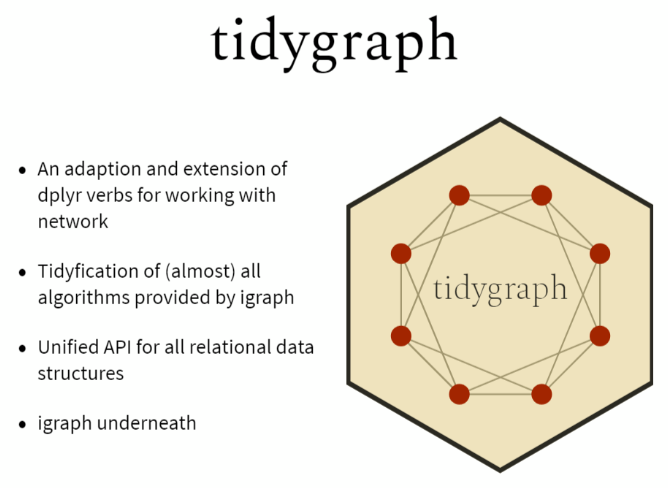 tidygraph
• An adaption and extension of
dplyr verbs for working with
network
• Tidyfication of (almost) all
algorithms provided by igraph
• Unified API for all relational data
structures
• igraph underneath
tidygraph